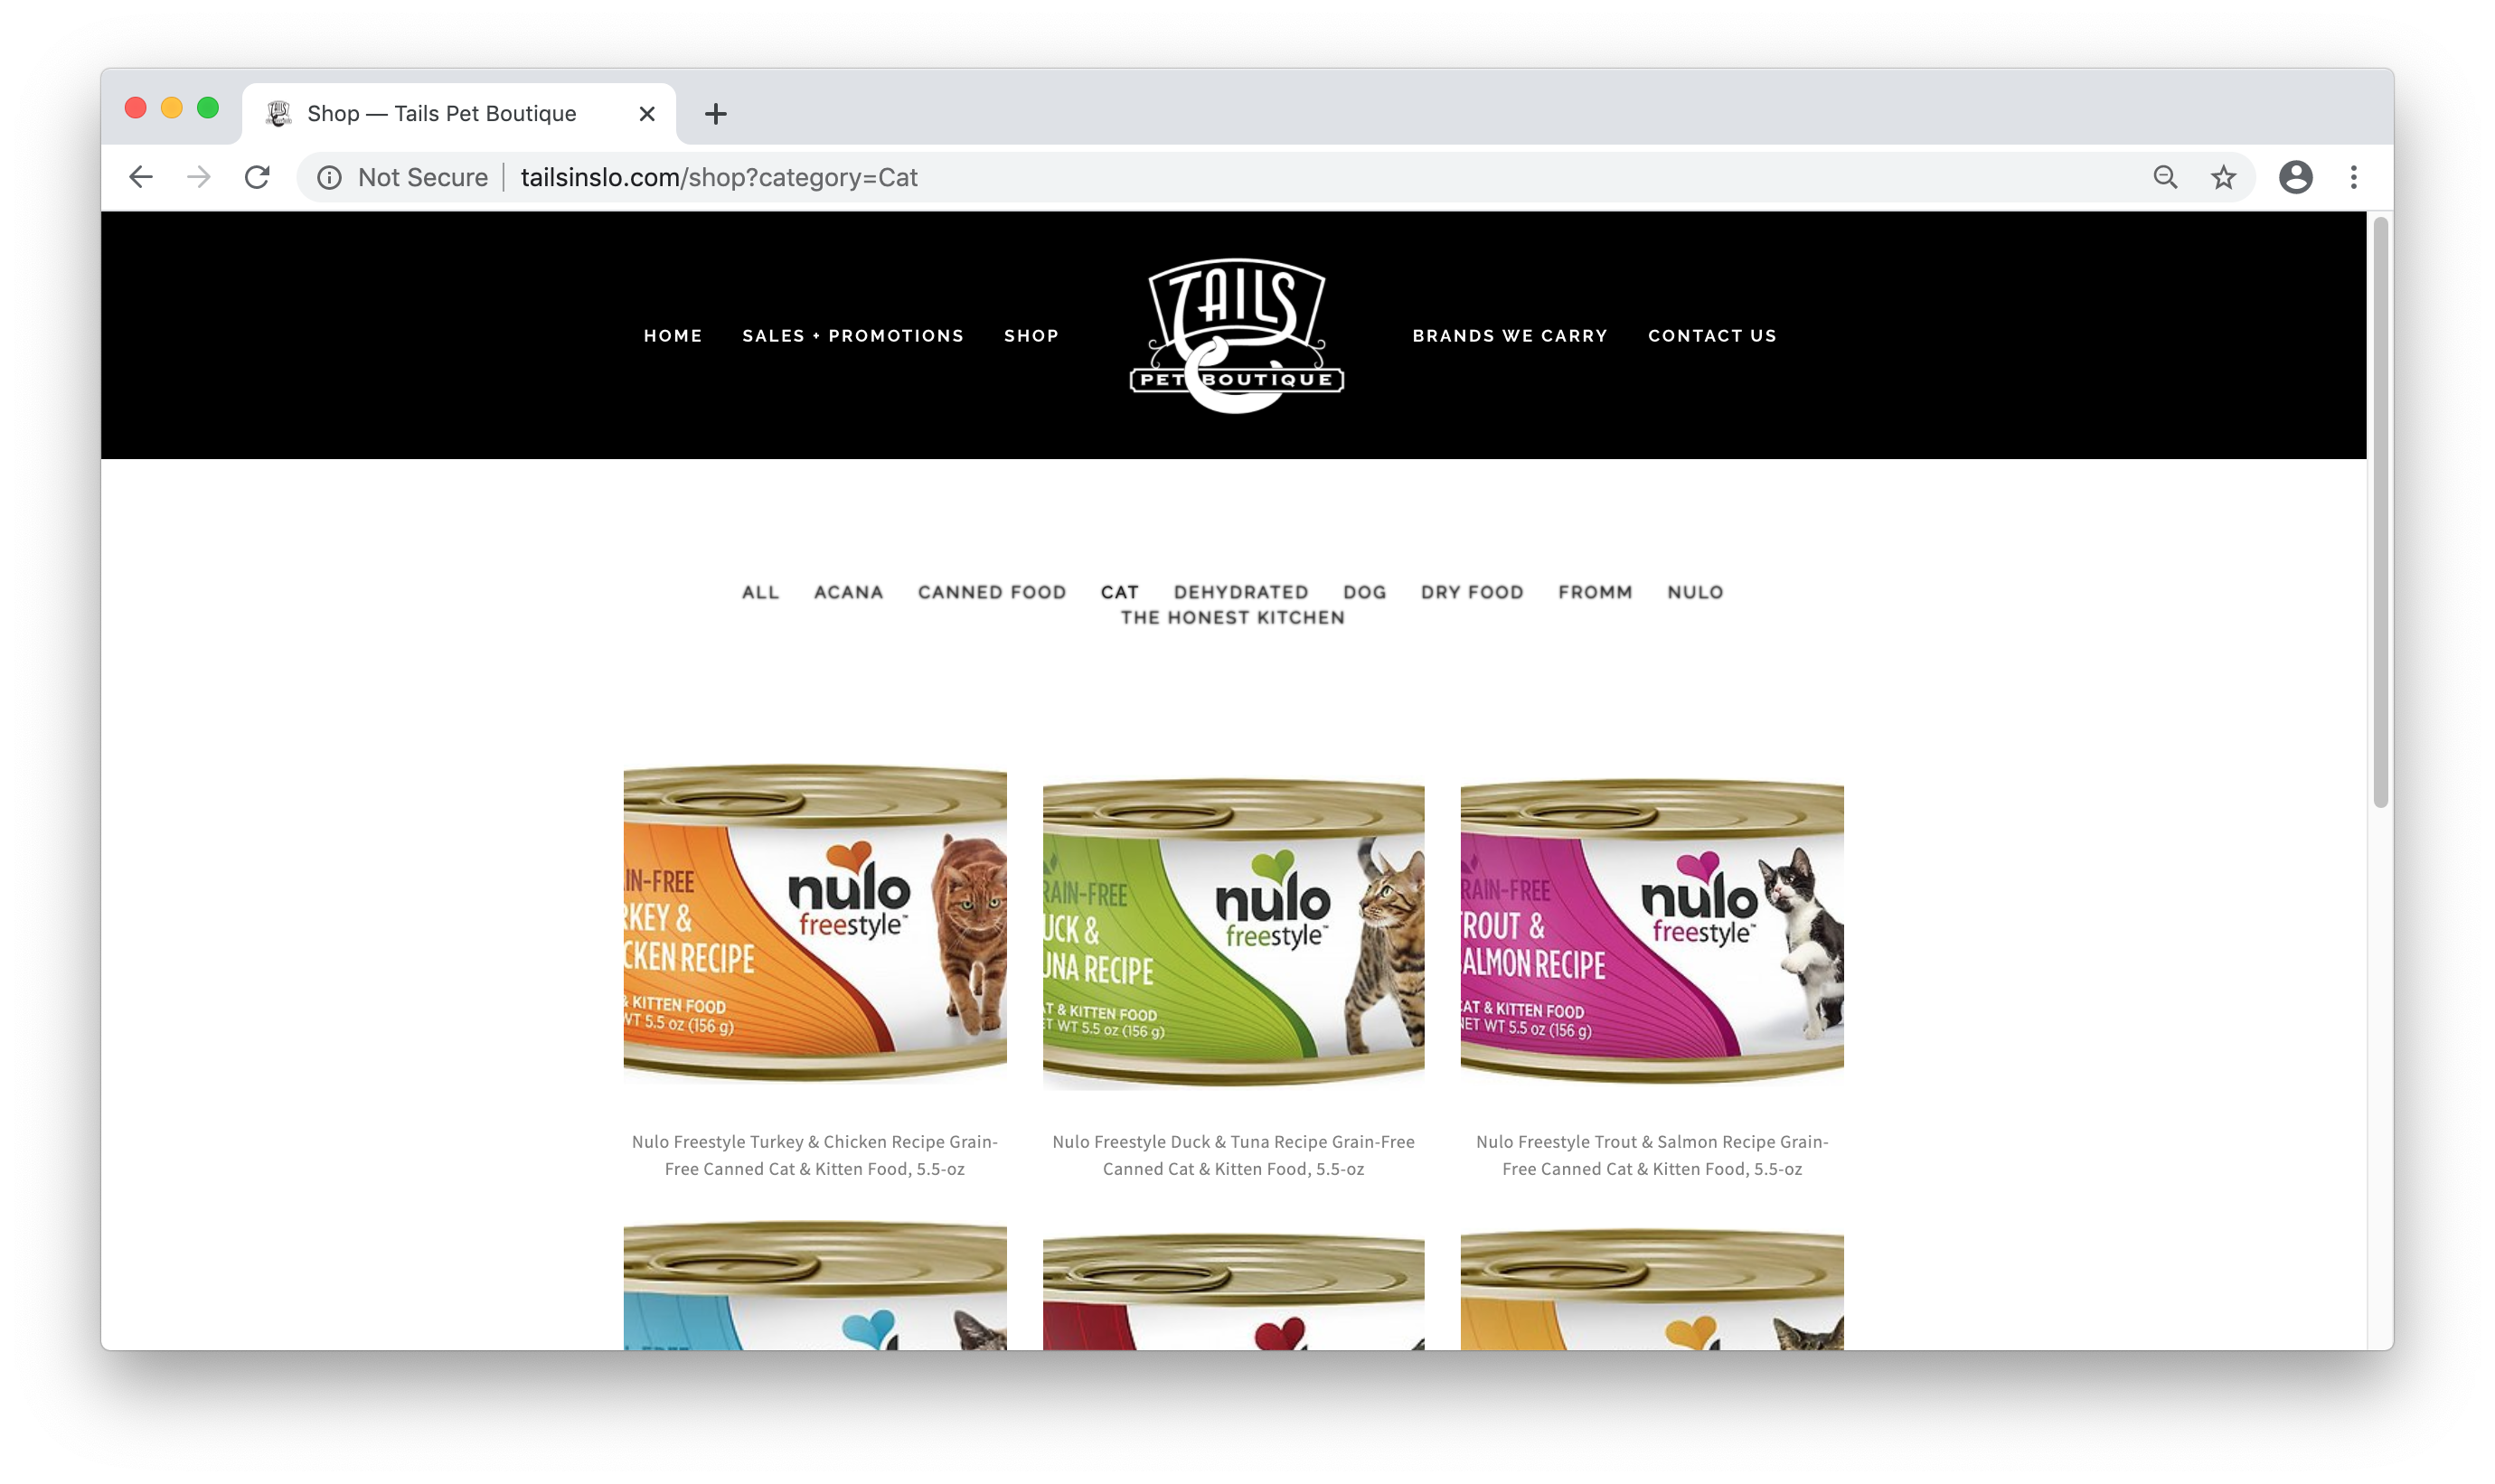 Shop — Tails Pet Boutique
Not Secure
tailsinslo.com/shop?category=Cat
HOME
SALES + PROMOTIONS
SHOP
TAILS
PET BOUTIQUE
BRANDS WE CARRY
CONTACT US
ALL ACANA CANNED FOOD CAT DEHYDRATED DOG DRY FOOD FROMM NULO
THE HONEST KITCHEN
IN-FREE
RKEY &
CKEN RECIPE
& KITTEN FOOD
WT 5.5 oz (156 g)
nulo
freestyle™
RAIN-FREE
UCK &
UNA RECIPE
AT & KITTEN FOOD
ET WT 5.5 oz (156 g)
nulo
freestyle™
RAIN-FREE
ROUT &
ALMON RECIPE
CAT & KITTEN FOOD
NET WT 5.5 oz (156 g)
nulo
freestyle™
Nulo Freestyle Turkey & Chicken Recipe Grain-
Free Canned Cat & Kitten Food, 5.5-oz
Nulo Freestyle Duck & Tuna Recipe Grain-Free
Canned Cat & Kitten Food, 5.5-oz
Nulo Freestyle Trout & Salmon Recipe Grain-
Free Canned Cat & Kitten Food, 5.5-oz